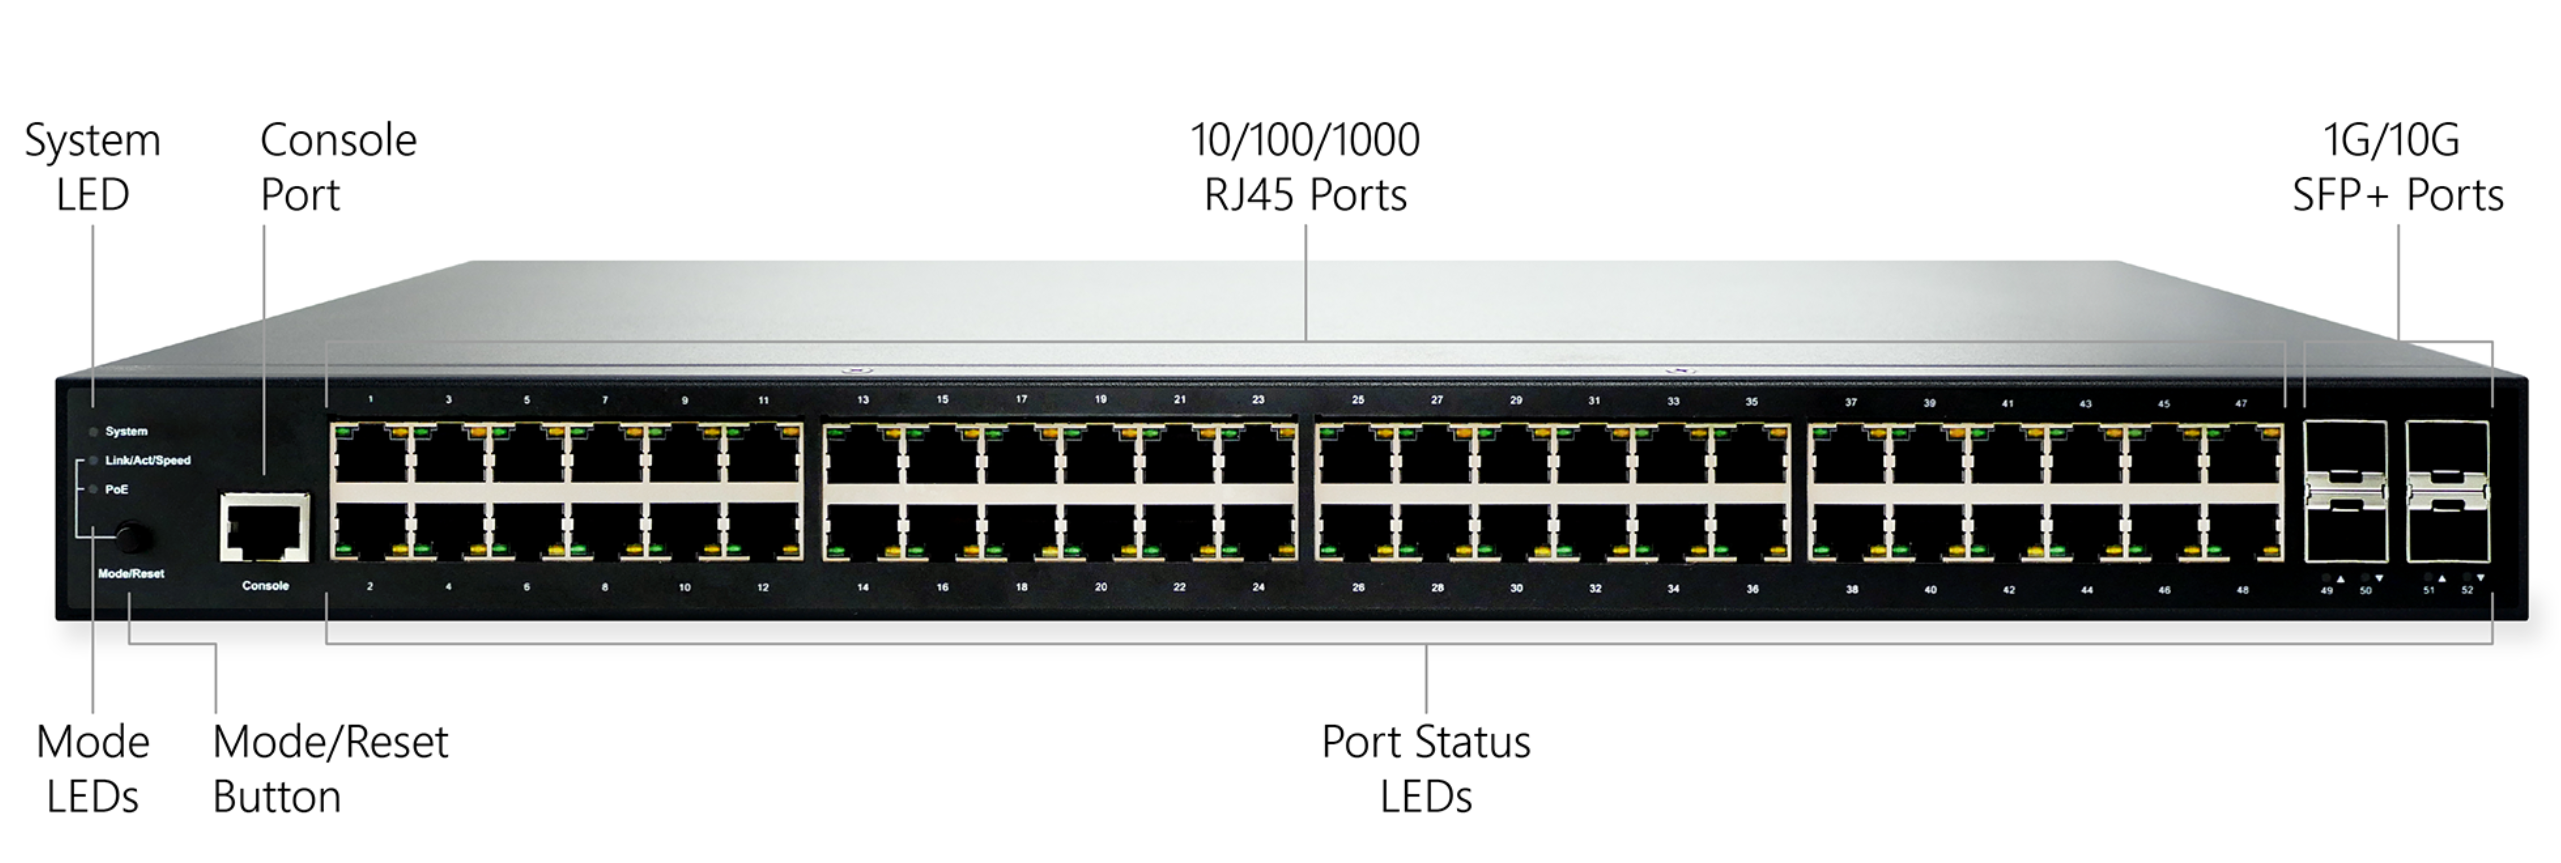 System
LED
Console
Port
10/100/1000
RJ45 Ports
1G/10G
SFP+ Ports
1 3 5 7 9 11 13 15 17 19 21 23 25 27 29 31 33 35 37 39 41 43 45 47
System
Link/Act/Speed
PoE
Mode/Reset
Console
2 4 6 8 10 12 14 16 18 20 22 24 26 28 30 32 34 36 38 40 42 44 46 48 49 50 51 52
Mode
LEDs
Mode/Reset
Button
Port Status
LEDs